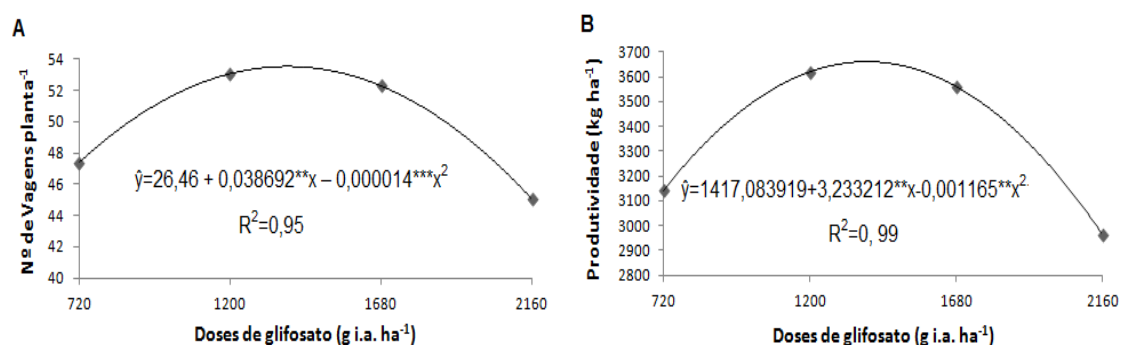 A
Nº de Vagens planta⁻¹
54
52
50
48
46
44
42
40
ŷ=26,46 + 0,038692**x – 0,000014***x²
R²=0,95
720 1200 1680 2160
Doses de glifosato (g i.a. ha⁻¹)
B
Produtividade (kg ha⁻¹)
3700
3600
3500
3400
3300
3200
3100
3000
2900
2800
ŷ=1417,083919+3,233212**x-0,001165**x²
R²=0, 99
720 1200 1680 2160
Doses de glifosato (g i.a. ha⁻¹)